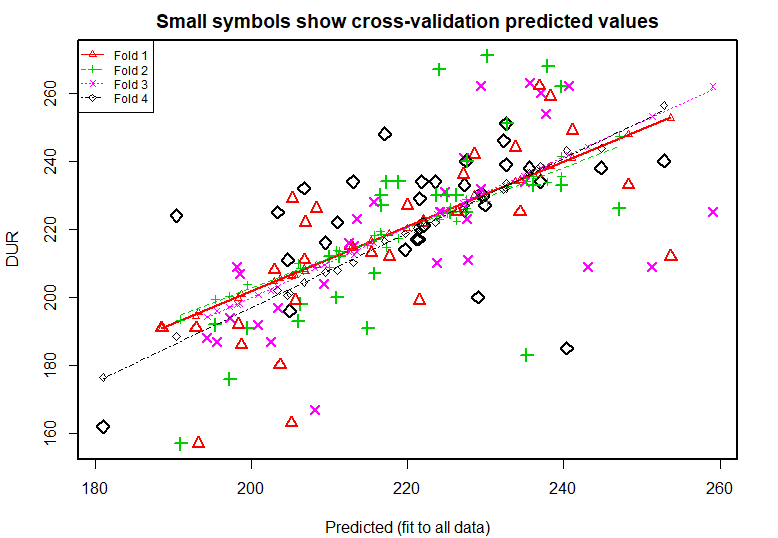 Small symbols show cross-validation predicted values
Fold 1
Fold 2
Fold 3
Fold 4
260
240
220
200
180
160
DUR
180 200 220 240 260
Predicted (fit to all data)